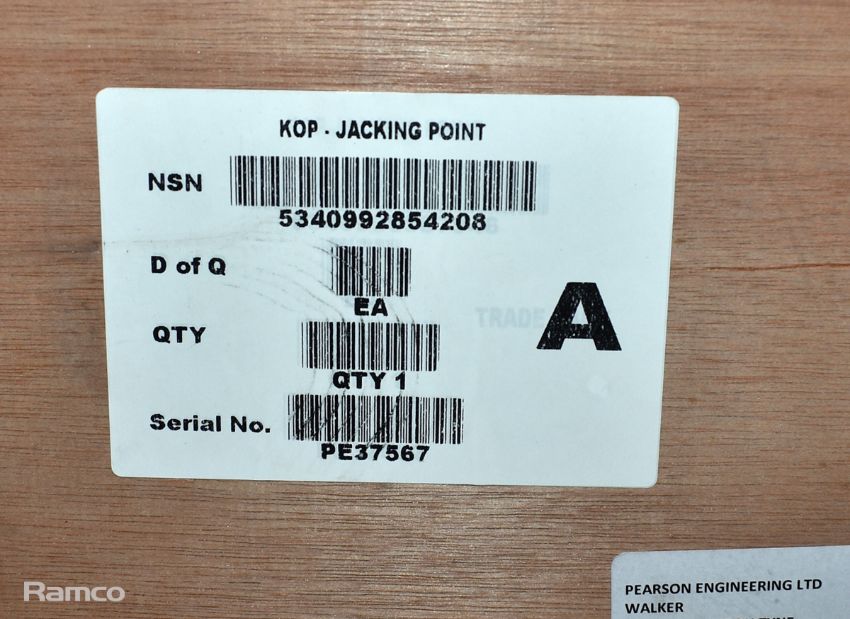 KOP - JACKING POINT
NSN
5340992854208
D of Q
EA
TRADE
A
QTY
QTY 1
Serial No.
PE37567
PEARSON ENGINEERING LTD
WALKER
Ramco